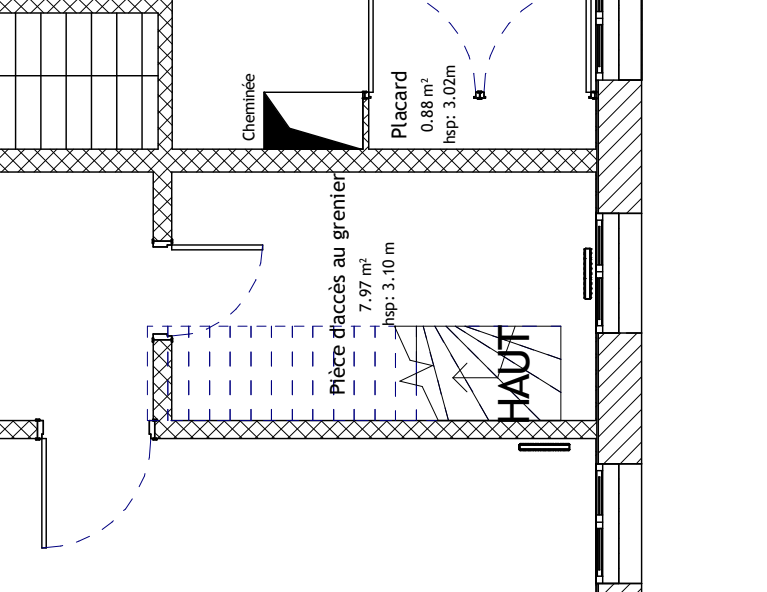 Cheminée
Placard
0.88 m²
hsp: 3.02m
Pièce d'accès au grenier
7.97 m²
hsp: 3.10 m
HAUT